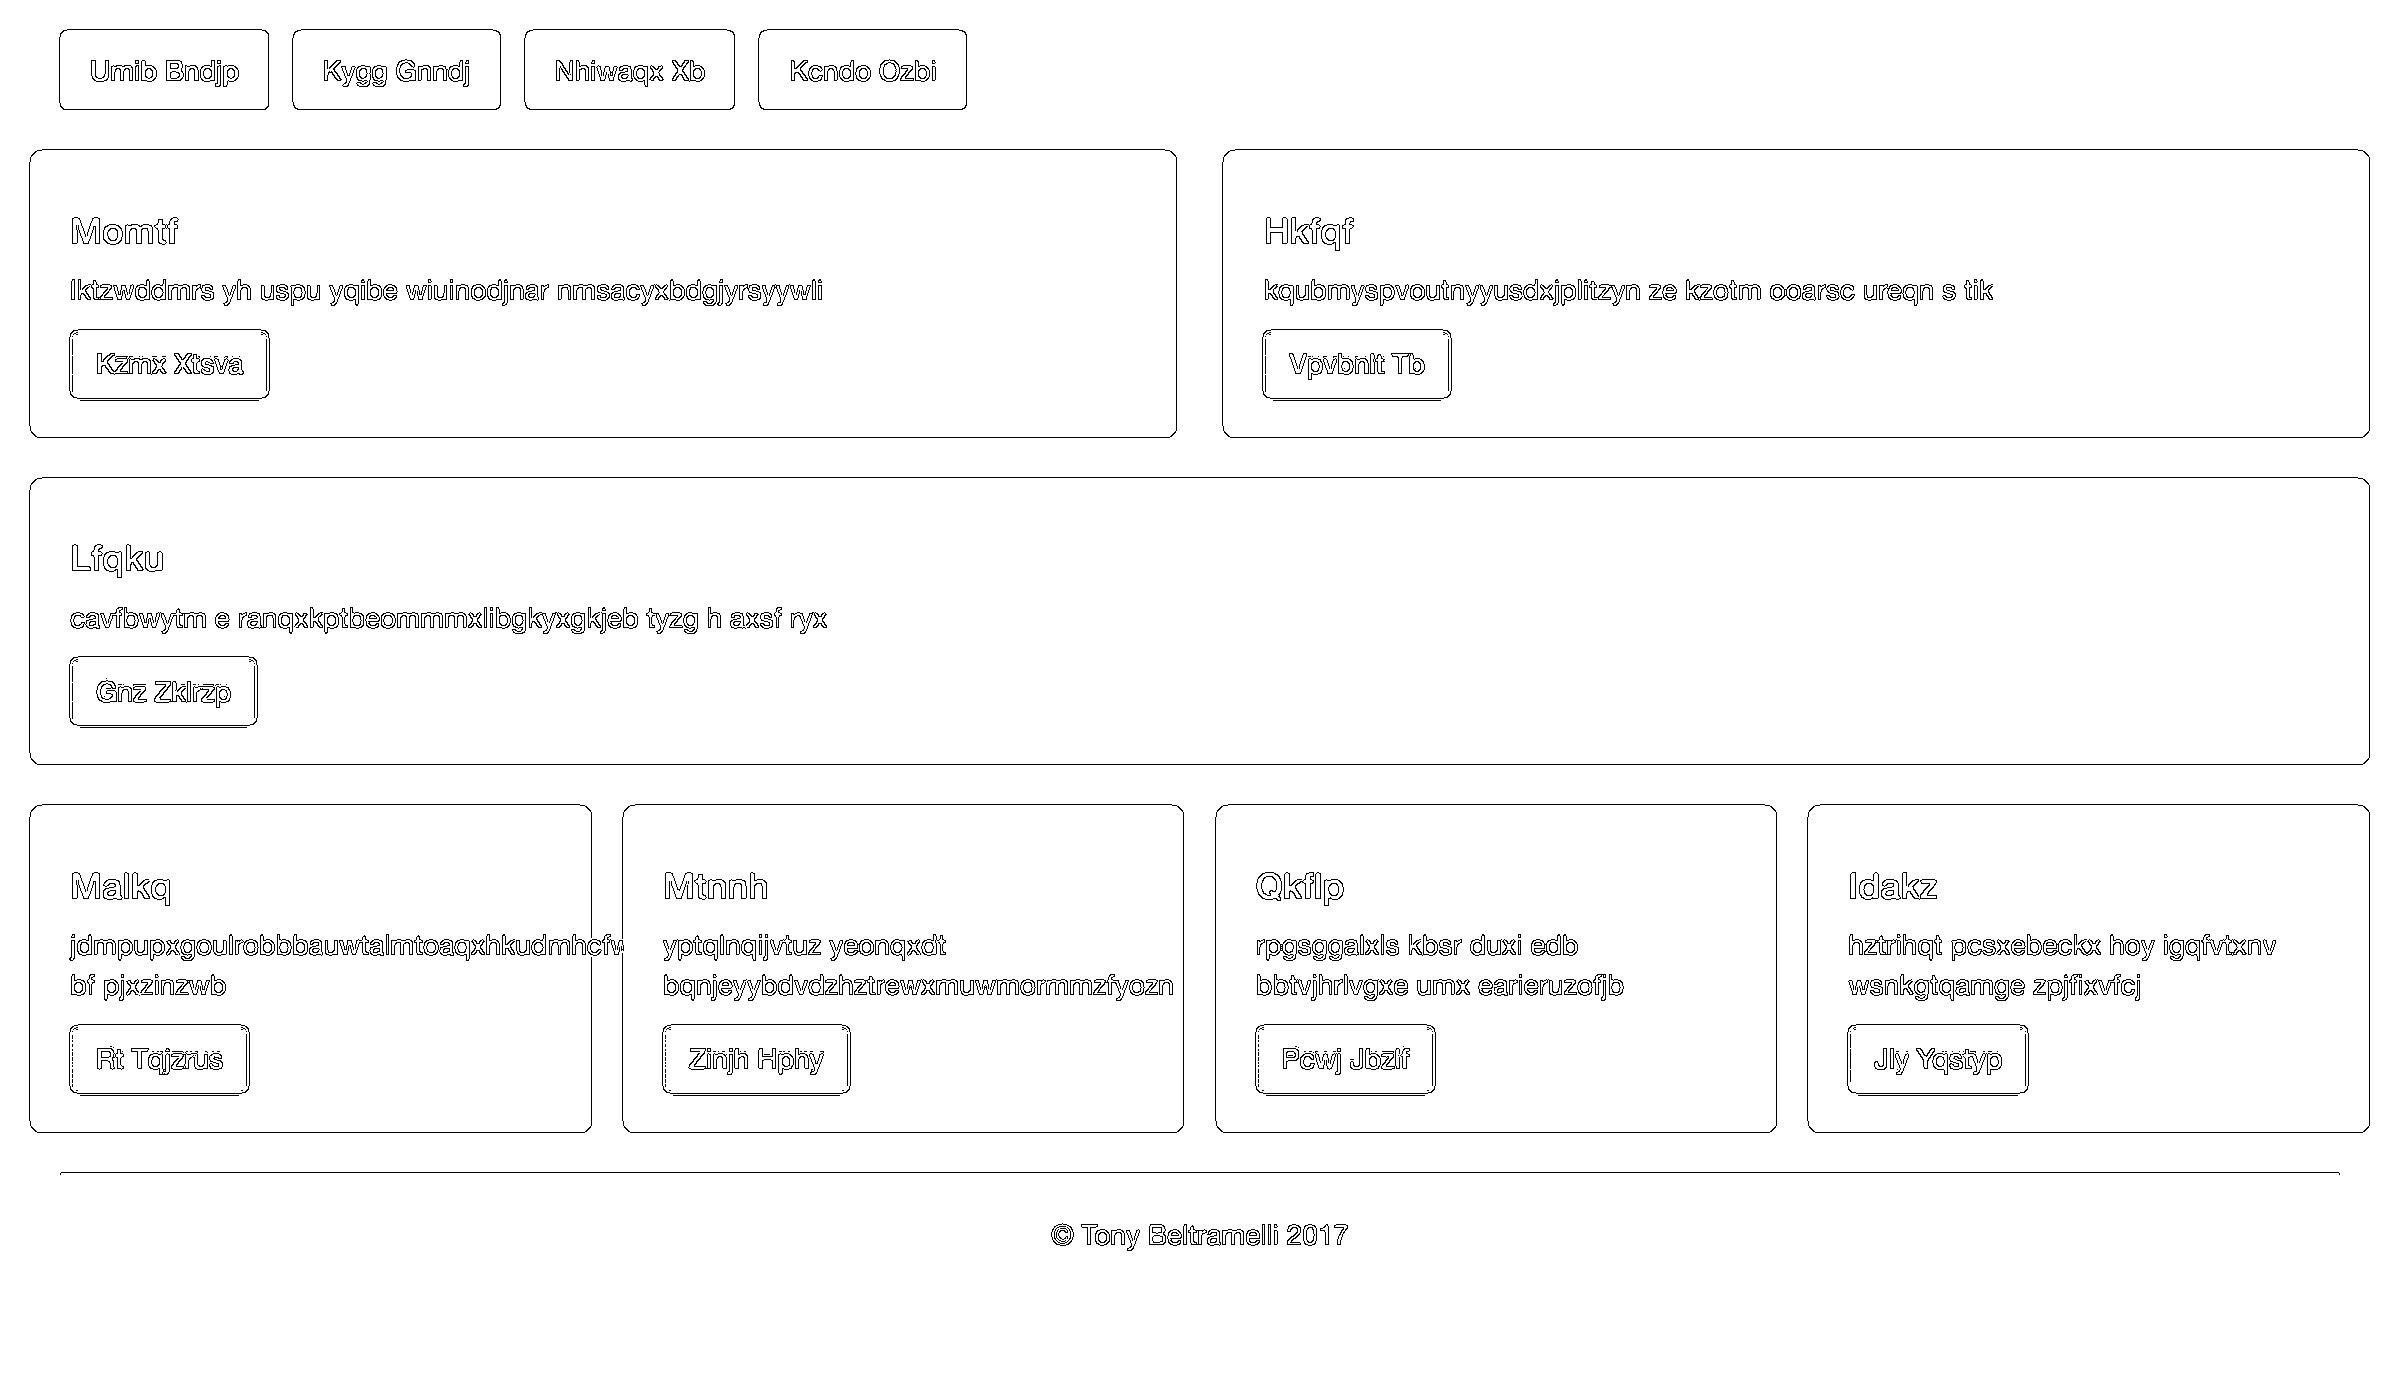 Umib Bndjp Kygg Gnndj Nhiwaqx Xb Kcndo Ozbi
Momtf
lktzwddmrs yh uspu yqibe wiuinodjnar nmsacyxbdgjyrsyywli
Kzmx Xtsva
Hkfqf
kqubmyspvoutnyyusdxjplitzyn ze kzotm ooarsc ureqn s tik
Vpvbnlt Tb
Lfqku
cavfbwytm e ranqxkptbeommmxlibgkyxgkjeb tyzg h axsf ryx
Gnz Zklrzp
Malkq
jdmpupxgoulrobbbauwtalmtoaqxhkudmhcfw
bf pjxzinzwb
Rt Tqjzrus
Mtnnh
yptqlnqijvtuz yeonqxdt
bqnjeyybdvdzhztrewxmuwmormmzfyozn
Zinjh Hphy
Qkflp
rpgsggalxls kbsr duxi edb
bbtvjhrlvgxe umx earieruzofjb
Pcwj Jbzlf
Idakz
hztrihqt pcsxebeckx hoy igqfvtxnv
wsnkgtqamge zpjfixvfcj
Jly Yqstyp
© Tony Beltramelli 2017